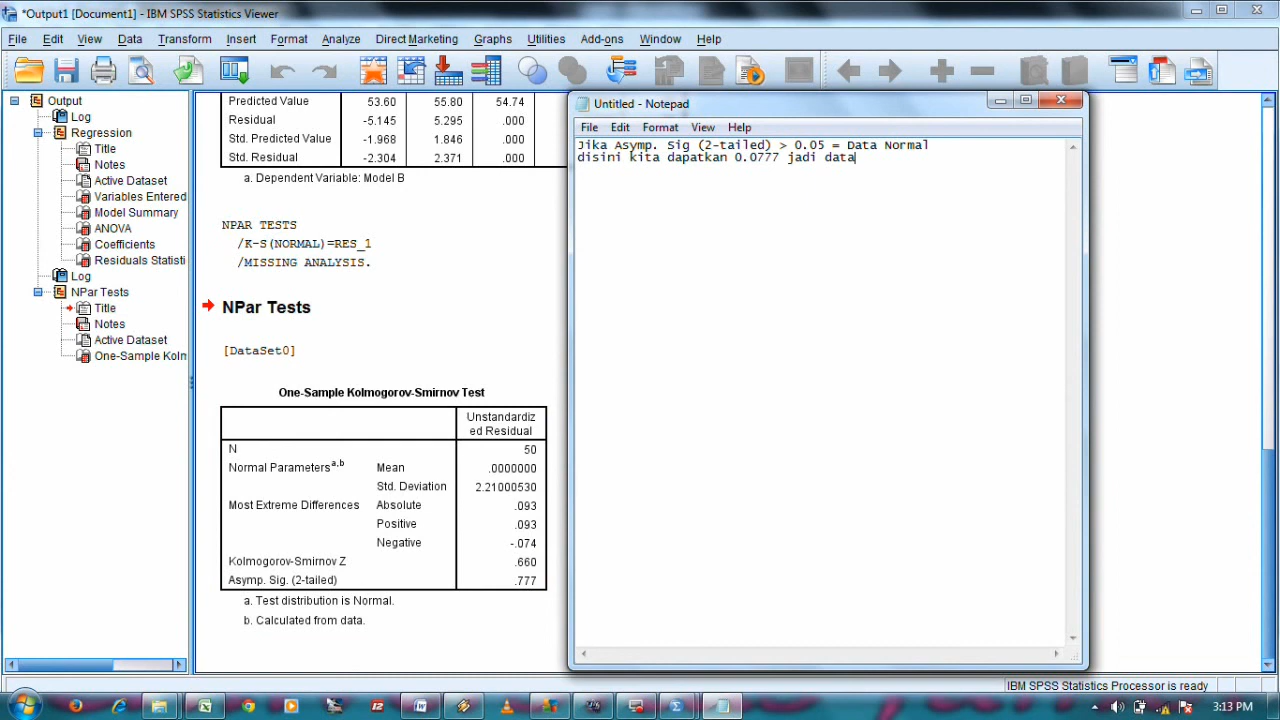 *Output1 [Document1] - IBM SPSS Statistics Viewer
File Edit View Data Transform Insert Format Analyze Direct Marketing Graphs Utilities Add-ons Window Help
Output
Log
Regression
Title
Notes
Active Dataset
Variables Entered
Model Summary
ANOVA
Coefficients
Residuals Statisti
Log
NPar Tests
Title
Notes
Active Dataset
One-Sample Koln
Predicted Value 53.60 55.80 54.74
Residual -5.145 5.295 .000
Std. Predicted Value -1.968 1.846 .000
Std. Residual -2.304 2.371 .000
a. Dependent Variable: Model B
NPAR TESTS
/K-S(NORMAL)=RES_1
/MISSING ANALYSIS.
NPar Tests
[DataSet0]
One-Sample Kolmogorov-Smirnov Test
Unstandardiz
ed Residual
N 50
Normal Parametersa,b Mean .0000000
Std. Deviation 2.21000530
Most Extreme Differences Absolute .093
Positive .093
Negative -.074
Kolmogorov-Smirnov Z .660
Asymp. Sig. (2-tailed) .777
a. Test distribution is Normal.
b. Calculated from data.
Untitled - Notepad
File Edit Format View Help
Jika Asymp. Sig (2-tailed) > 0.05 = Data Normal
disini kita dapatkan 0.0777 jadi data
IBM SPSS Statistics Processor is ready
3:13 PM